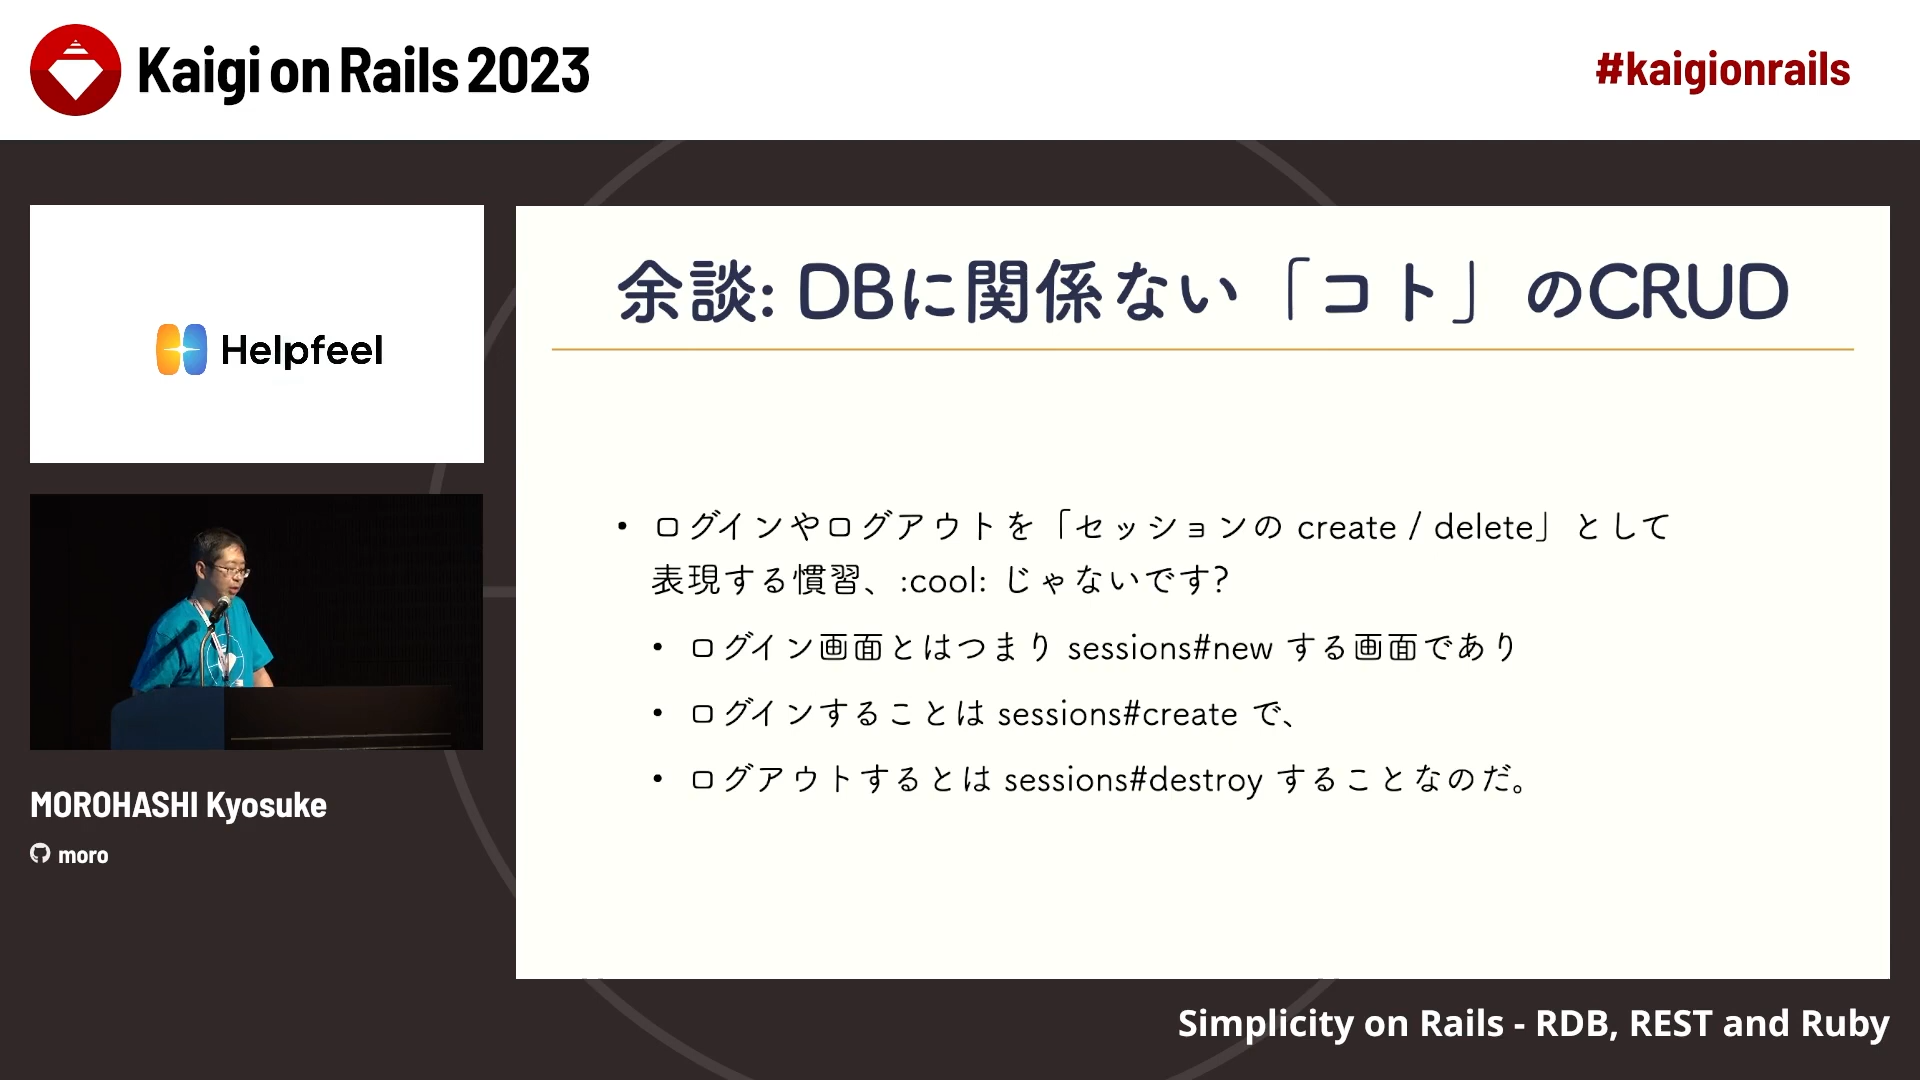 Kaigi on Rails 2023
#kaigionrails
Helpfeel
余談: DBに関係ない「コト」のCRUD
• ログインやログアウトを「セッションの create / delete」として
表現する慣習、:cool: じゃないです?
• ログイン画面とはつまり sessions#new する画面であり
• ログインすることは sessions#create で、
• ログアウトするとは sessions#destroy することなのだ。
MOROHASHI Kyosuke
moro
Simplicity on Rails - RDB, REST and Ruby